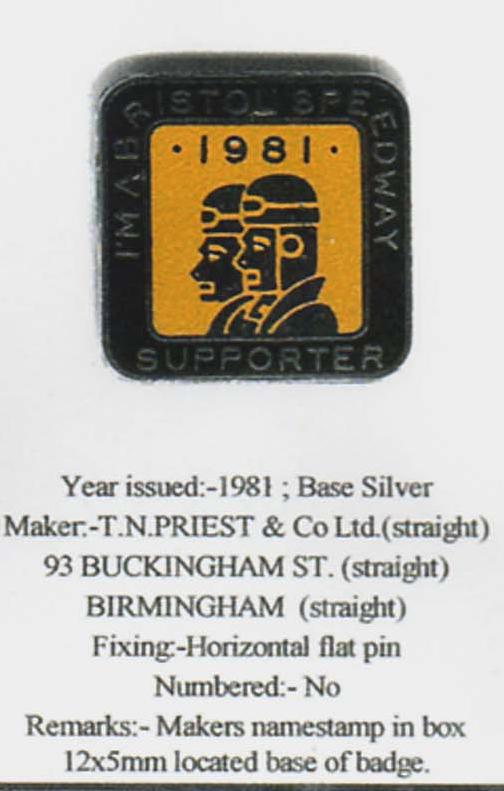 I'M A BRISTOL SPEEDWAY
· 1981 ·
SUPPORTER
Year issued:-1981 ; Base Silver
Maker:-T.N.PRIEST & Co Ltd.(straight)
93 BUCKINGHAM ST. (straight)
BIRMINGHAM (straight)
Fixing:-Horizontal flat pin
Numbered:- No
Remarks:- Makers namestamp in box
12x5mm located base of badge.